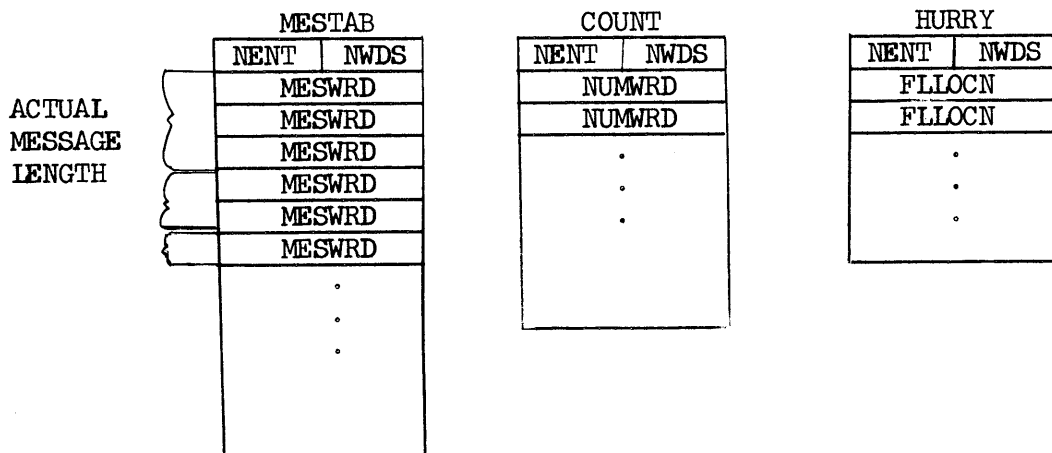 MESTAB COUNT HURRY
NENT NWDS NENT NWDS NENT NWDS
MESWRD NUMWRD FLLOCN
ACTUAL MESWRD NUMWRD FLLOCN
MESSAGE MESWRD
LENGTH MESWRD
MESWRD
MESWRD